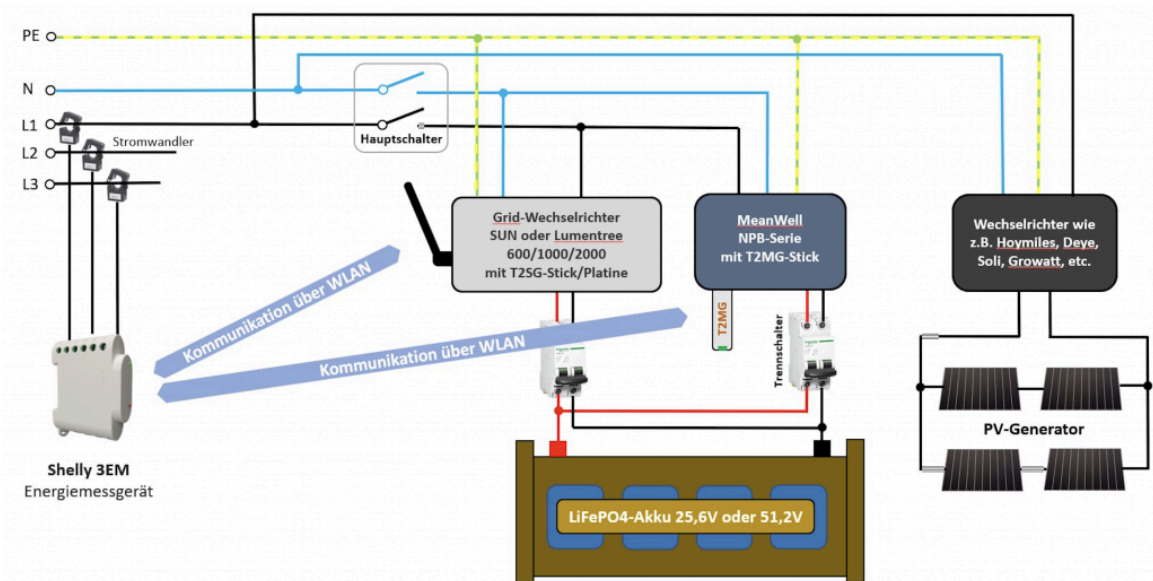 PE
N
L1
L2
L3
Stromwandler
Hauptschalter
Grid-Wechselrichter
SUN oder Lumentree
600/1000/2000
mit T2SG-Stick/Platine
MeanWell
NPB-Serie
mit T2MG-Stick
Wechselrichter wie
z.B. Hoymiles, Deye,
Soli, Growatt, etc.
Kommunikation über WLAN
Kommunikation über WLAN
T2MG
Trennschalter
PV-Generator
Shelly 3EM
Energiemessgerät
LiFePO4-Akku 25,6V oder 51,2V